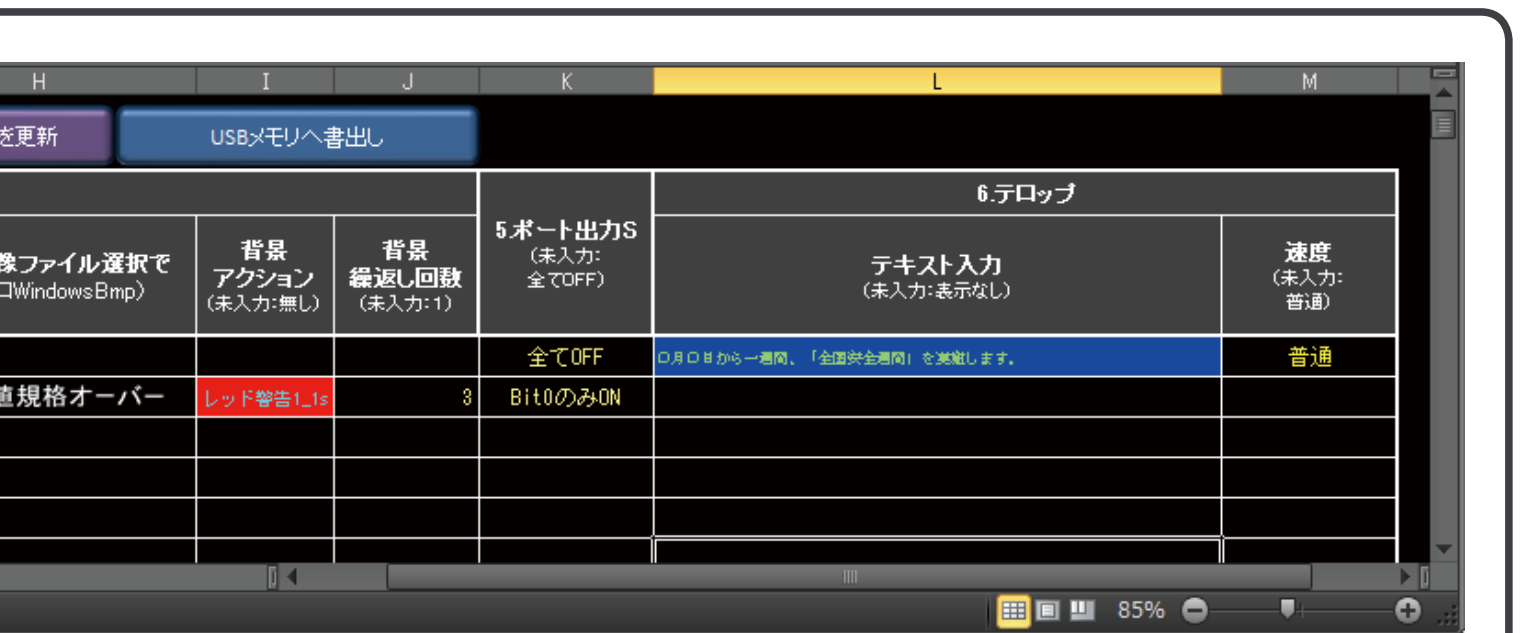 H I J K L M
を更新 USBメモリへ書出し
6.テロップ
5.ポート出力S
(未入力:
全てOFF)
像ファイル選択で
WindowsBmp)
背景
アクション
(未入力:無し)
背景
繰返し回数
(未入力:1)
テキスト入力
(未入力:表示なし)
速度
(未入力:
普通)
全てOFF 〇月〇日から一週間、「全国安全週間」を実施します。 普通
値規格オーバー レッド警告1_1s 3 Bit0のみON
85%